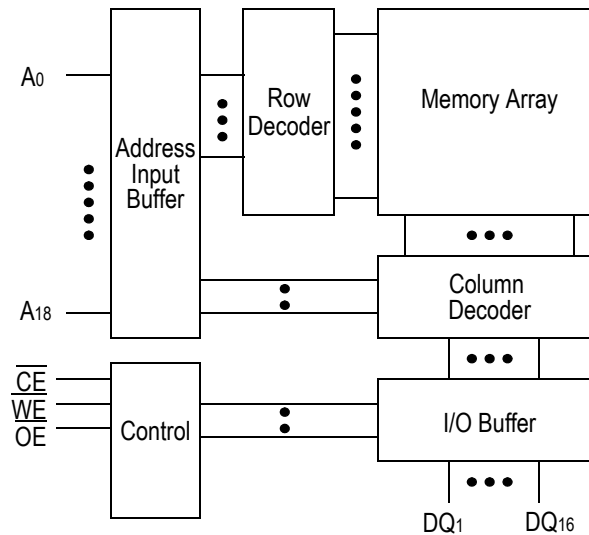 A0
Row
Decoder
Memory Array
Address
Input
Buffer
A18
Column
Decoder
CE
WE
OE
Control
I/O Buffer
DQ1
DQ16